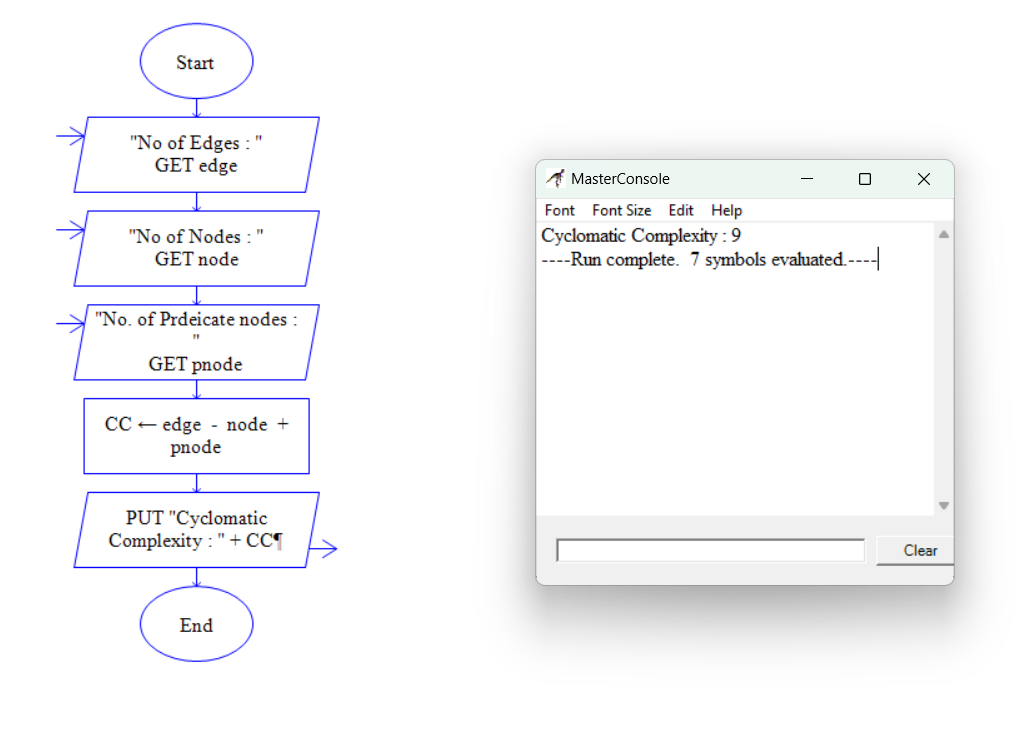 Start
"No of Edges : "
GET edge
"No of Nodes : "
GET node
"No. of Prdeicate nodes :
"
GET pnode
CC ← edge - node +
pnode
PUT "Cyclomatic
Complexity : " + CC¶
End
MasterConsole
Font Font Size Edit Help
Cyclomatic Complexity : 9
----Run complete. 7 symbols evaluated.----
Clear